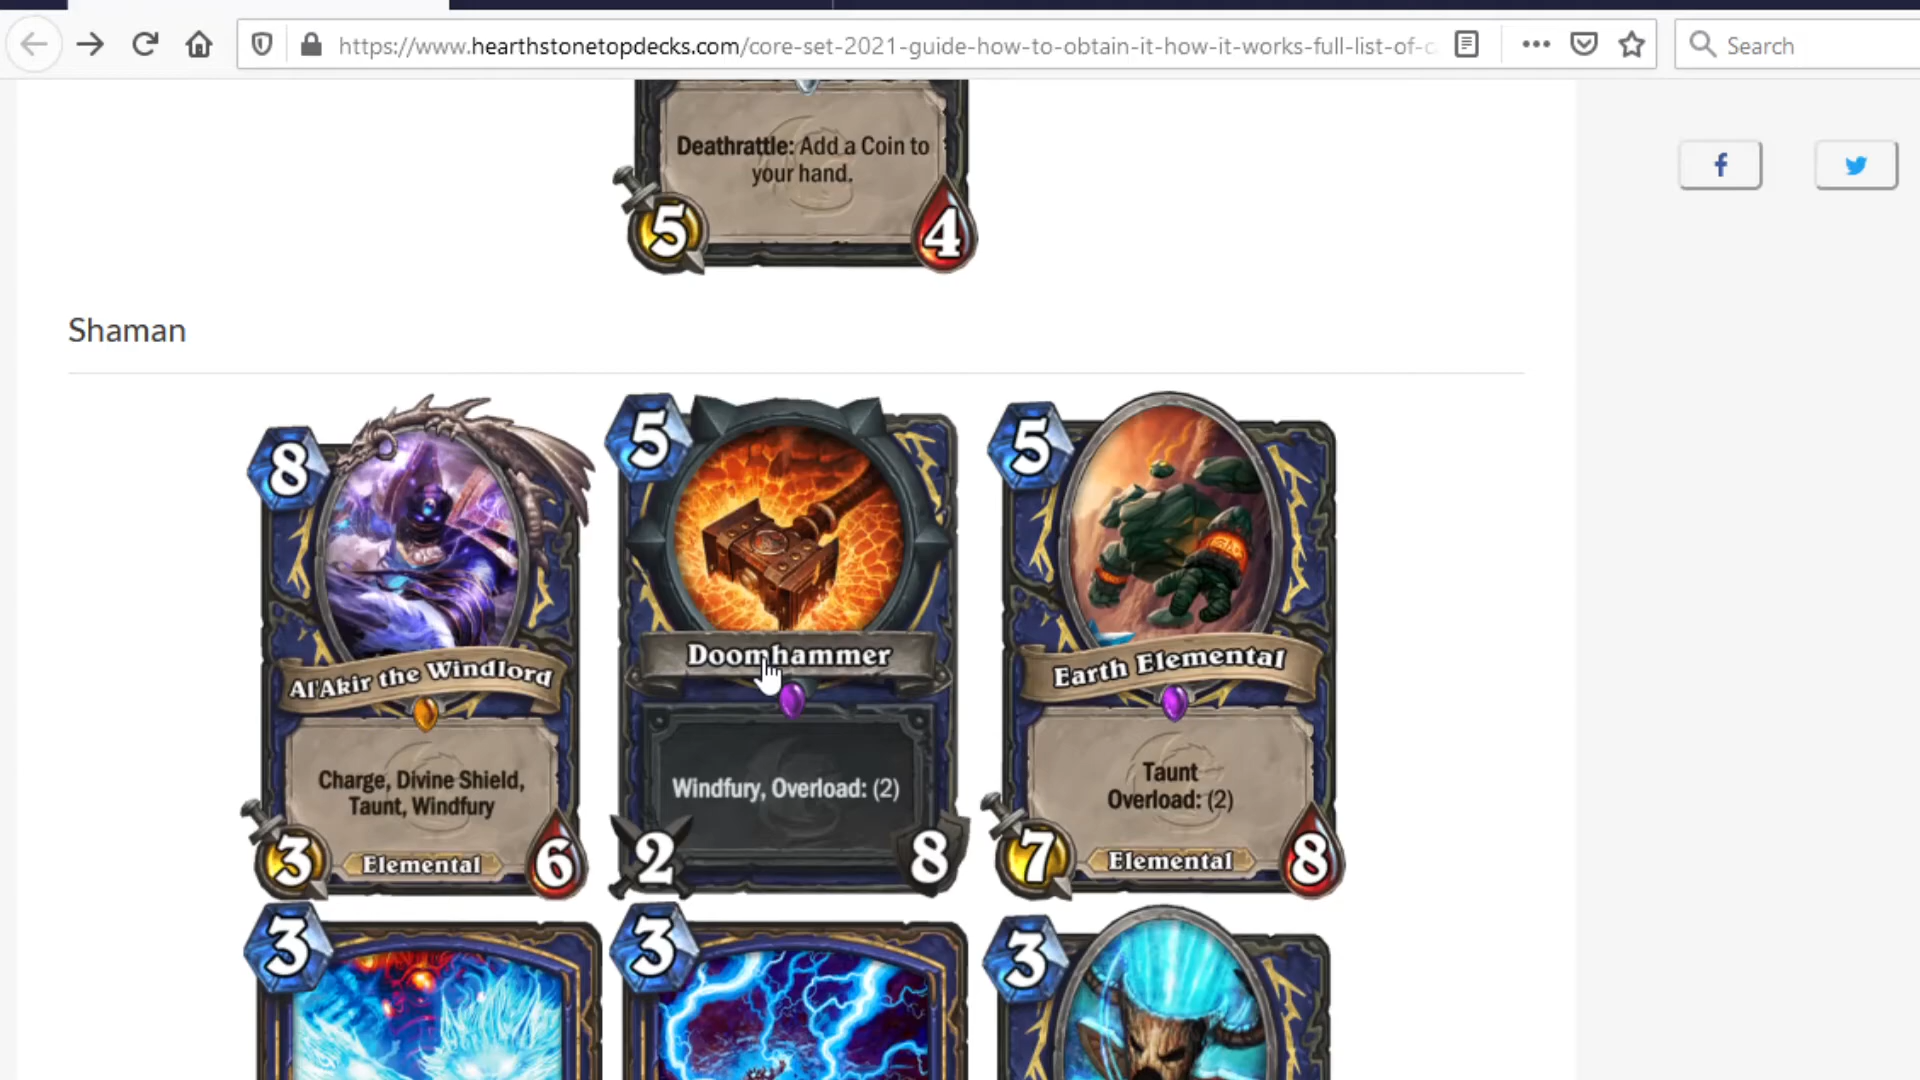 https://www.hearthstonetopdecks.com/core-set-2021-guide-how-to-obtain-it-how-it-works-full-list-of-c
Search
Deathrattle: Add a Coin to
your hand.
5
4
Shaman
8
Al'Akir the Windlord
Charge, Divine Shield,
Taunt, Windfury
3
Elemental
6
5
Doomhammer
Windfury, Overload: (2)
2
8
5
Earth Elemental
Taunt
Overload: (2)
7
Elemental
8
3
3
3